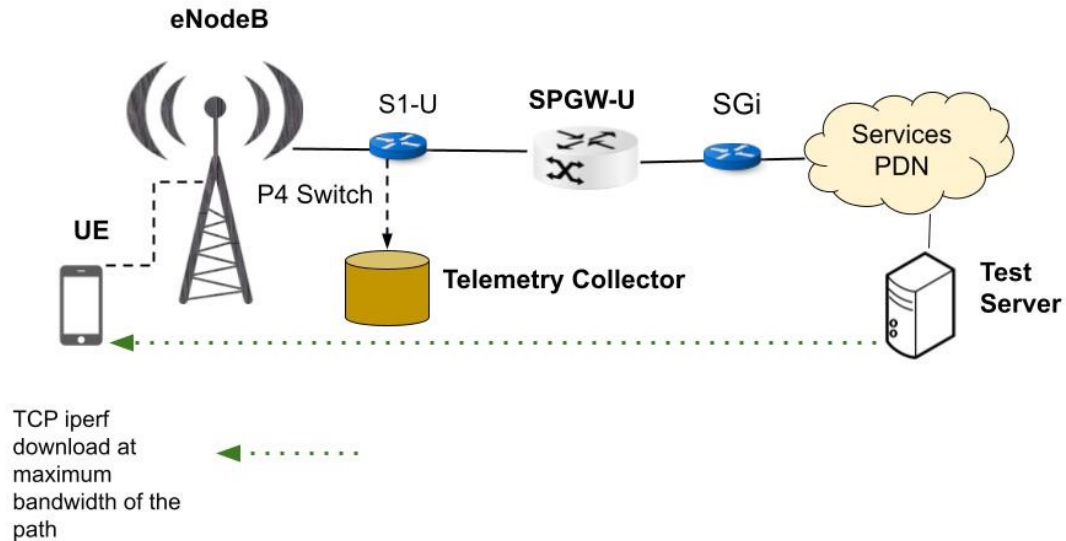 eNodeB
S1-U
SPGW-U
SGi
Services
PDN
P4 Switch
UE
Telemetry Collector
Test
Server
TCP iperf
download at
maximum
bandwidth of the
path